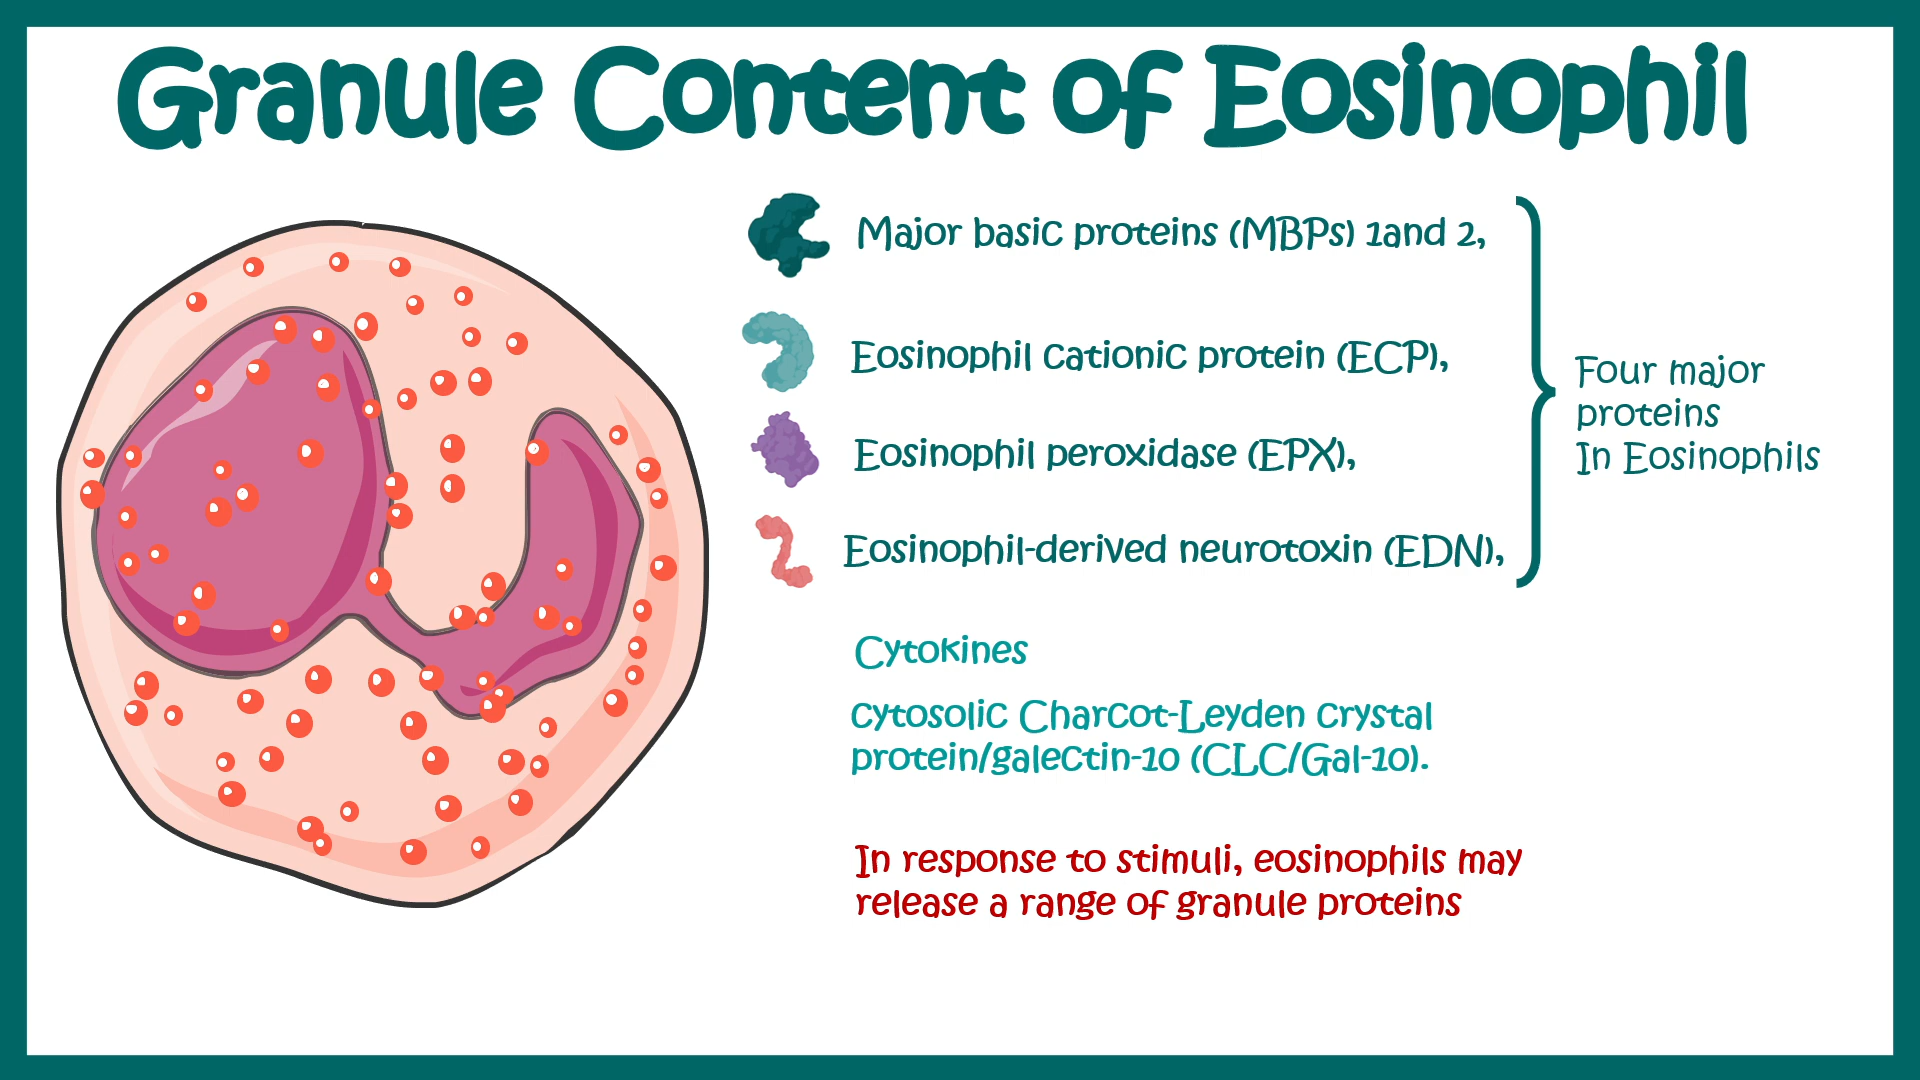 Granule Content of Eosinophil
Major basic proteins (MBPs) 1and 2,
Eosinophil cationic protein (ECP),
Eosinophil peroxidase (EPX),
Eosinophil-derived neurotoxin (EDN),
Four major
proteins
In Eosinophils
Cytokines
cytosolic Charcot-Leyden crystal
protein/galectin-10 (CLC/Gal-10).
In response to stimuli, eosinophils may
release a range of granule proteins